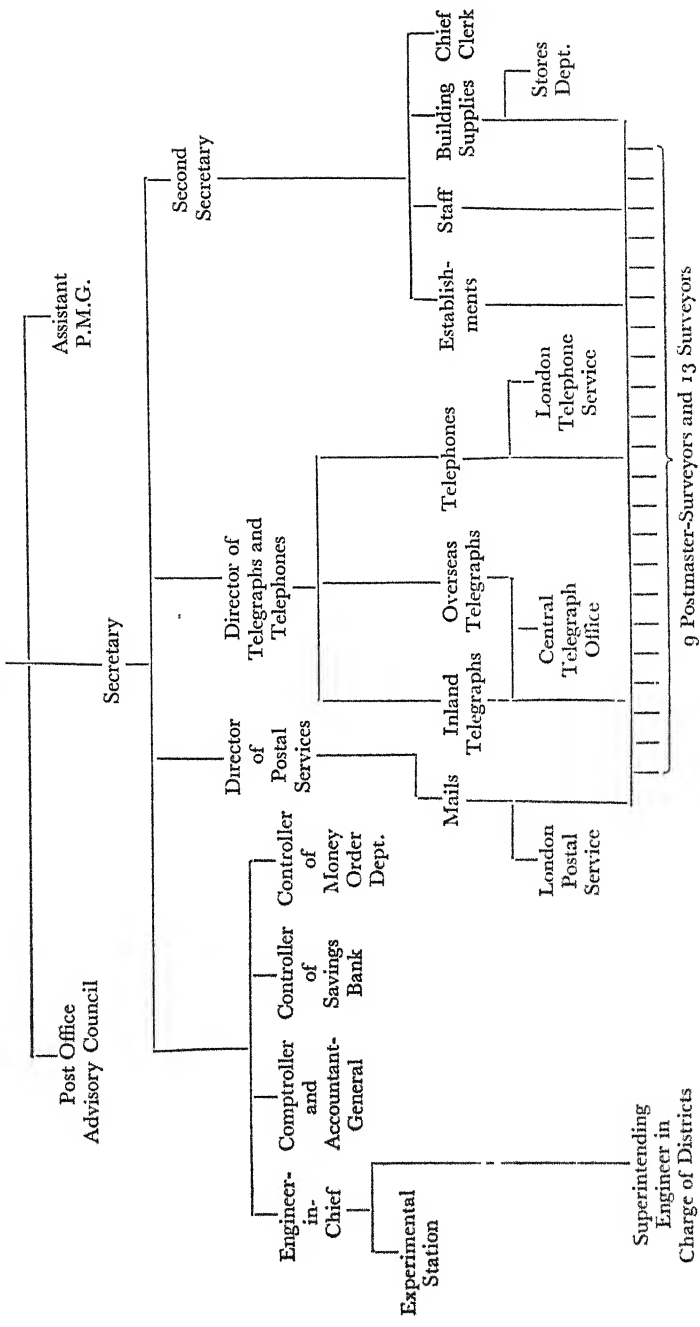 Post Office
Advisory Council
Assistant
P.M.G.
Secretary
Second
Secretary
Director
of
Postal
Services
Director of
Telegraphs and
Telephones
Engineer-
in-
Chief
Comptroller
and
Accountant-
General
Controller
of
Savings
Bank
Controller
of
Money
Order
Dept.
Mails
Inland
Telegraphs
Overseas
Telegraphs
Telephones
Establish-
ments
Staff
Building
Supplies
Chief
Clerk
Experimental
Station
London
Postal
Service
Central
Telegraph
Office
London
Telephone
Service
Stores
Dept.
Superintending
Engineer in
Charge of Districts
9 Postmaster-Surveyors and 13 Surveyors